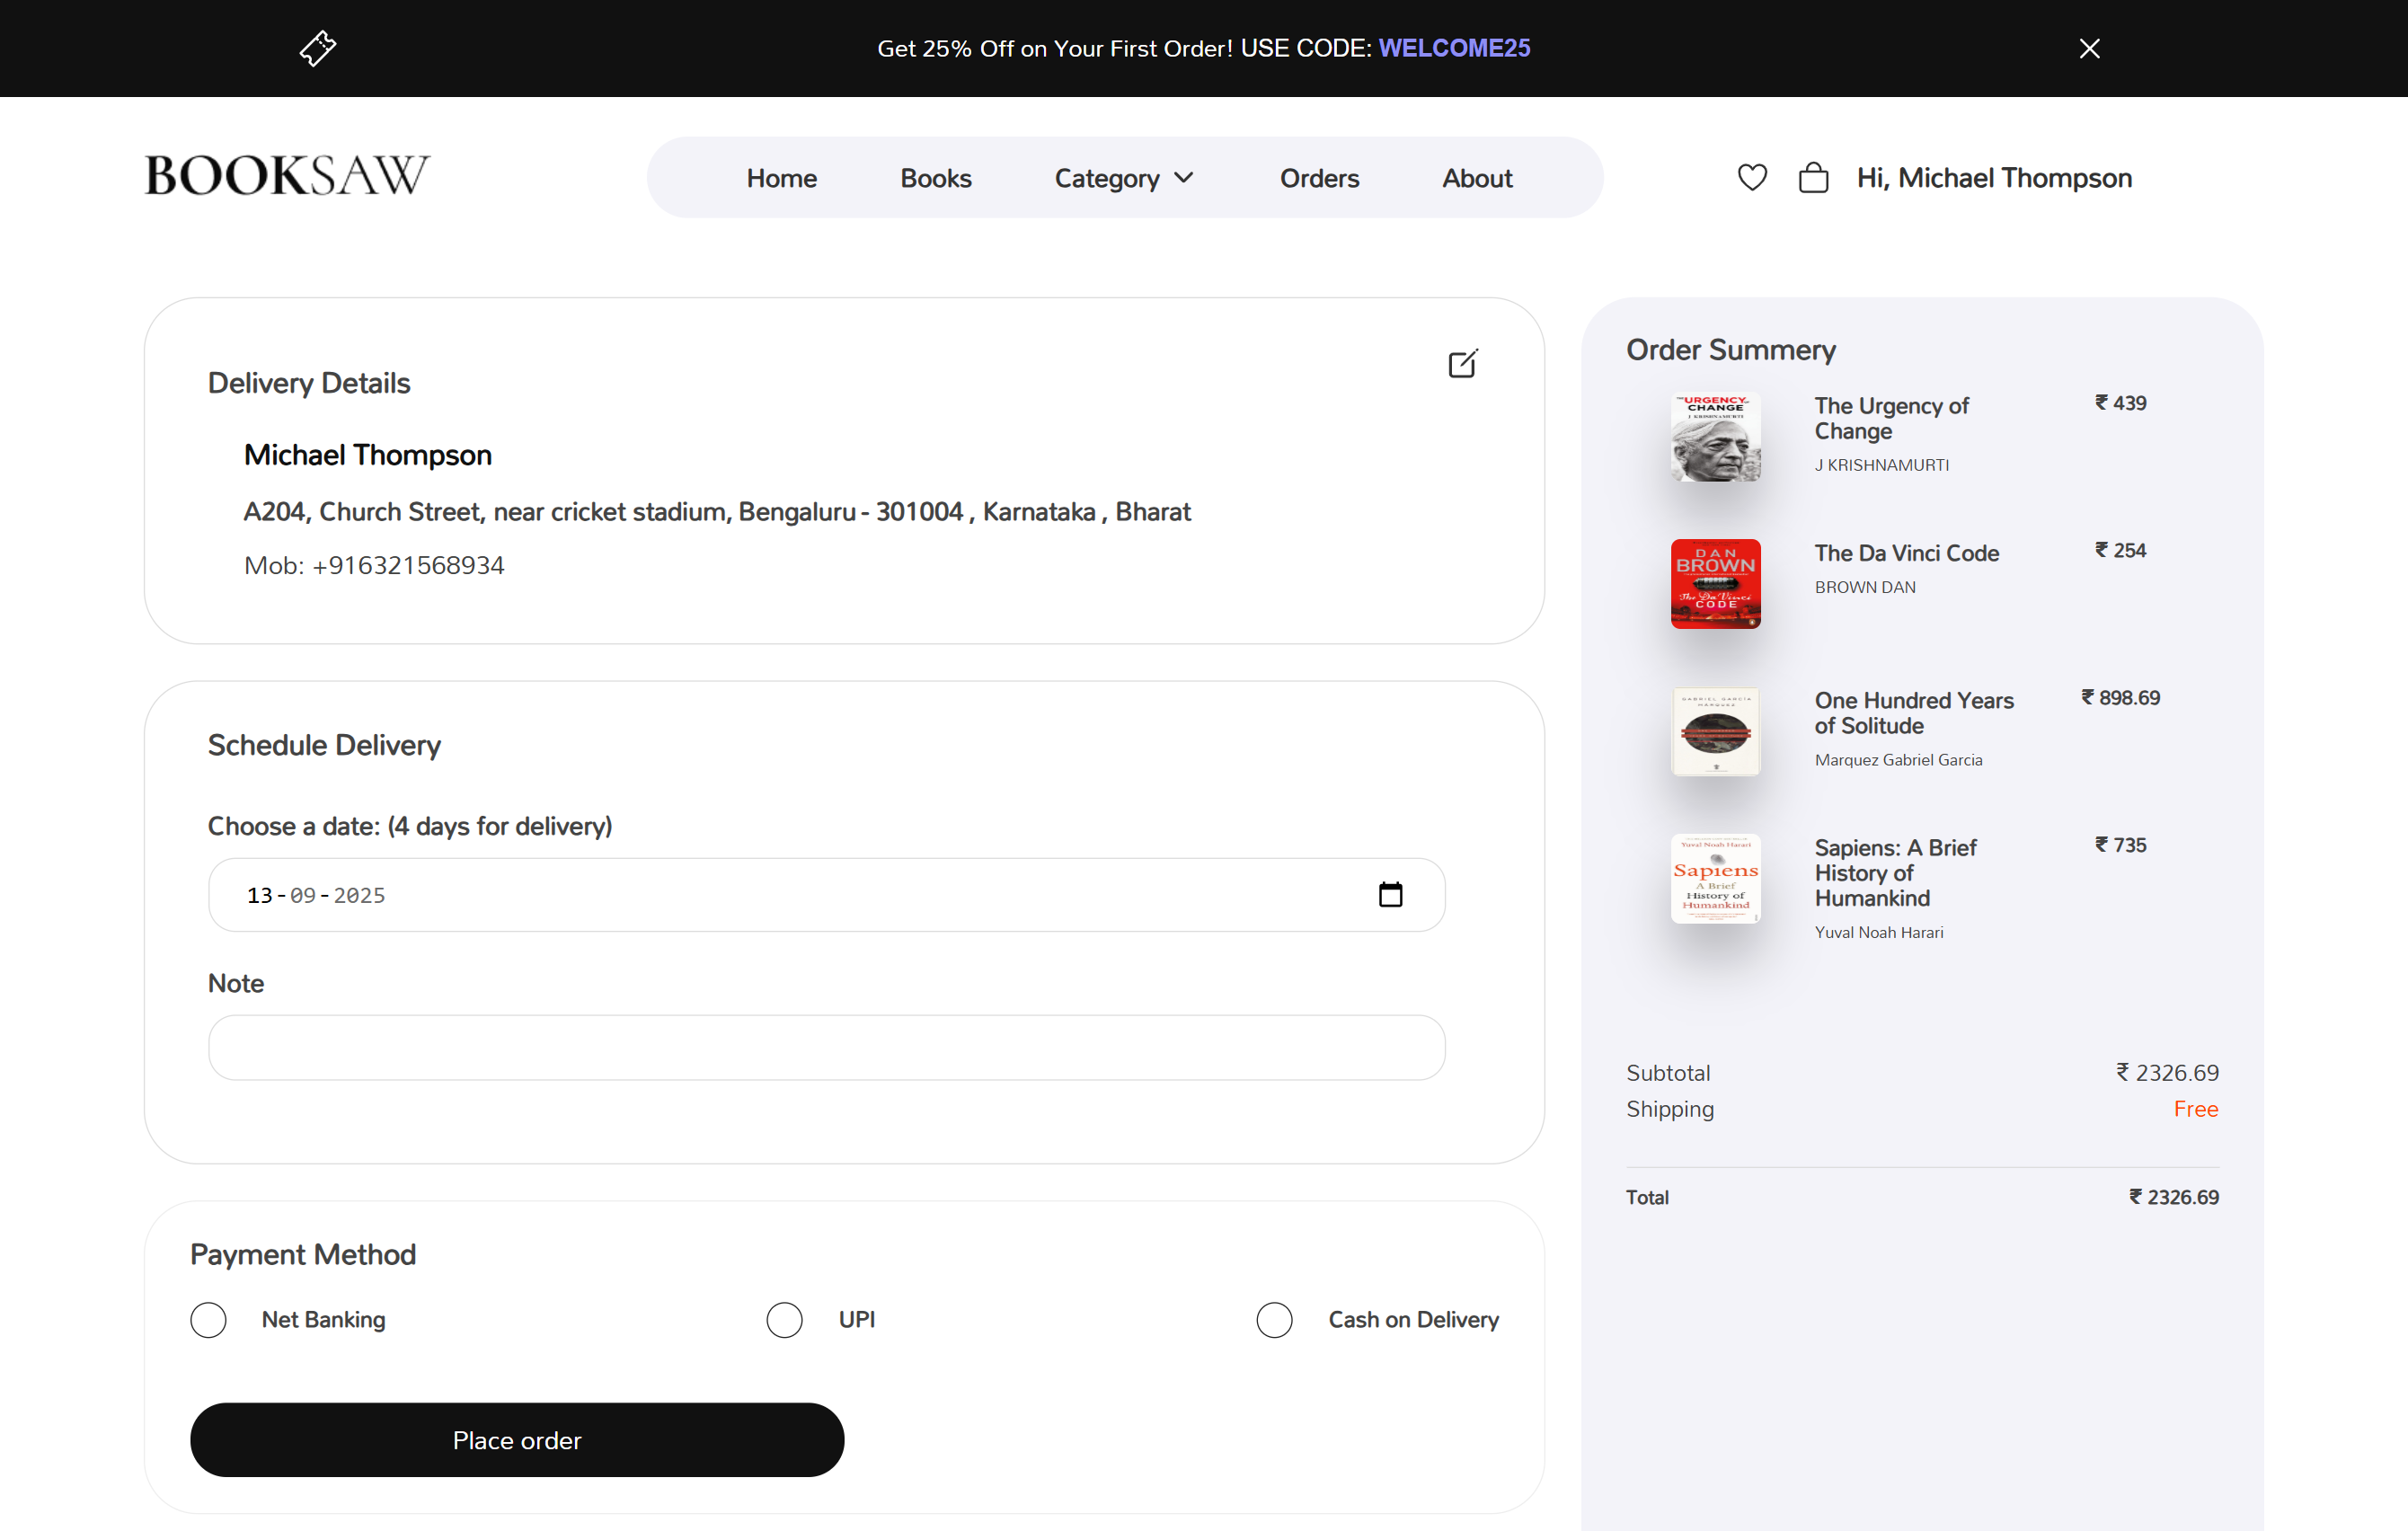 Get 25% Off on Your First Order! USE CODE: WELCOME25
BOOKSAW
Home Books Category Orders About
Hi, Michael Thompson
Delivery Details
Michael Thompson
A204, Church Street, near cricket stadium, Bengaluru - 301004 , Karnataka , Bharat
Mob: +916321568934
Schedule Delivery
Choose a date: (4 days for delivery)
13-09-2025
Note
Payment Method
Net Banking
UPI
Cash on Delivery
Place order
Order Summery
URGENCY
CHANGE
J KRISHNAMURTI
The Urgency of
Change
J KRISHNAMURTI
₹ 439
DAN
BROWN
The Da Vinci
CODE
The Da Vinci Code
BROWN DAN
₹ 254
GABRIEL GARCIA
MARQUEZ
One Hundred Years
of Solitude
Marquez Gabriel Garcia
₹ 898.69
Yuval Noah Harari
Sapiens
A Brief
History of
Humankind
Sapiens: A Brief
History of
Humankind
Yuval Noah Harari
₹ 735
Subtotal ₹ 2326.69
Shipping Free
Total ₹ 2326.69